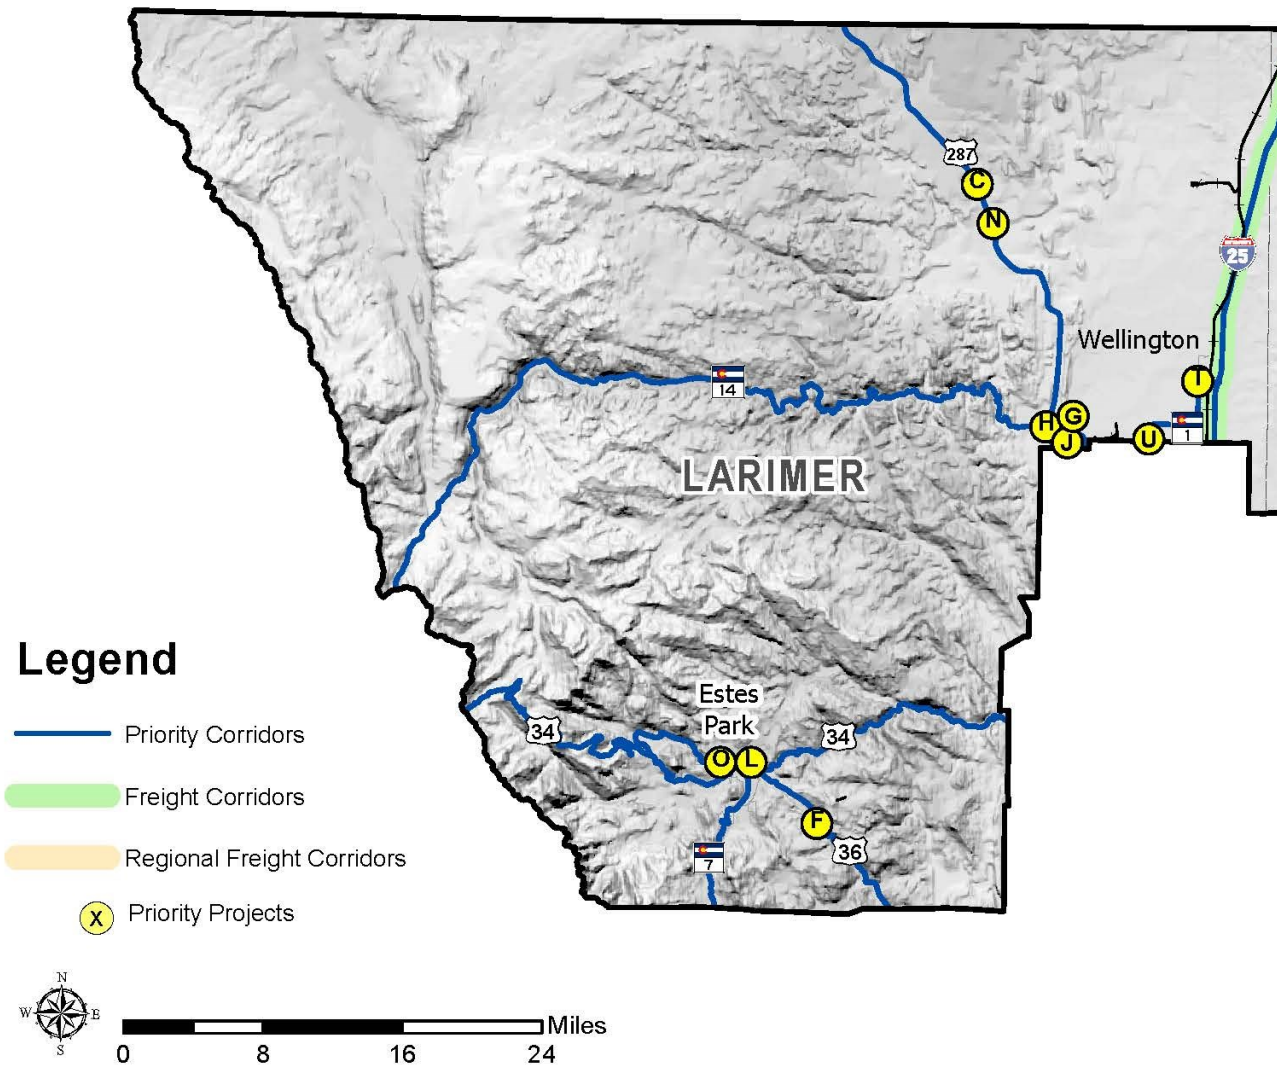 287
C
N
25
Wellington
I
14
H
G
J
U
1
LARIMER
Estes
Park
34
34
O
L
F
36
7
Legend
Priority Corridors
Freight Corridors
Regional Freight Corridors
X
Priority Projects
N
W
E
S
Miles
0
8
16
24